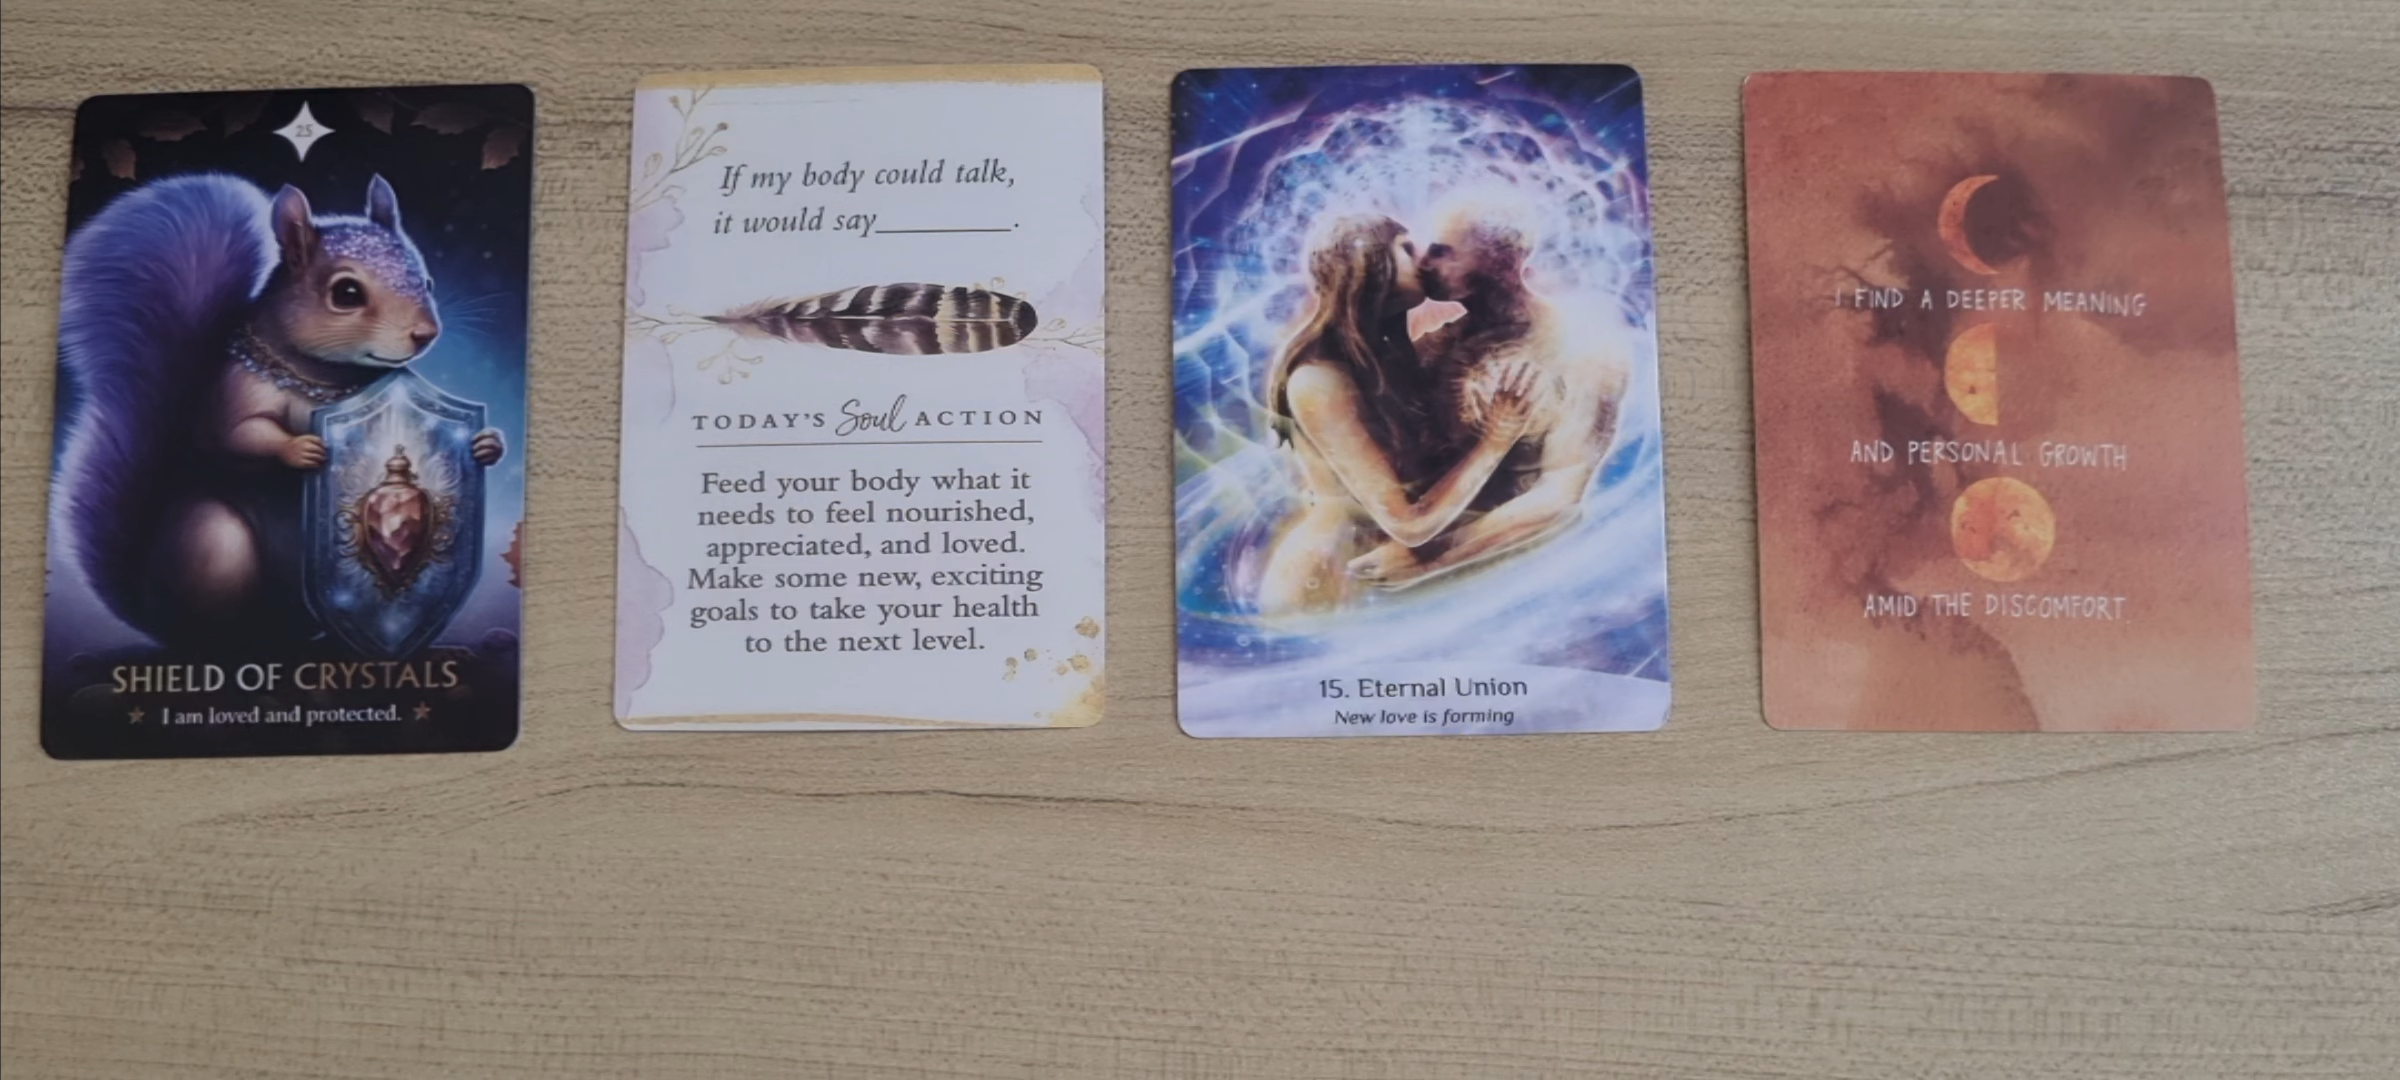 25
SHIELD OF CRYSTALS
I am loved and protected.
If my body could talk,
it would say_________.
TODAY'S Soul ACTION
Feed your body what it
needs to feel nourished,
appreciated, and loved.
Make some new, exciting
goals to take your health
to the next level.
15. Eternal Union
New love is forming
I FIND A DEEPER MEANING
AND PERSONAL GROWTH
AMID THE DISCOMFORT.